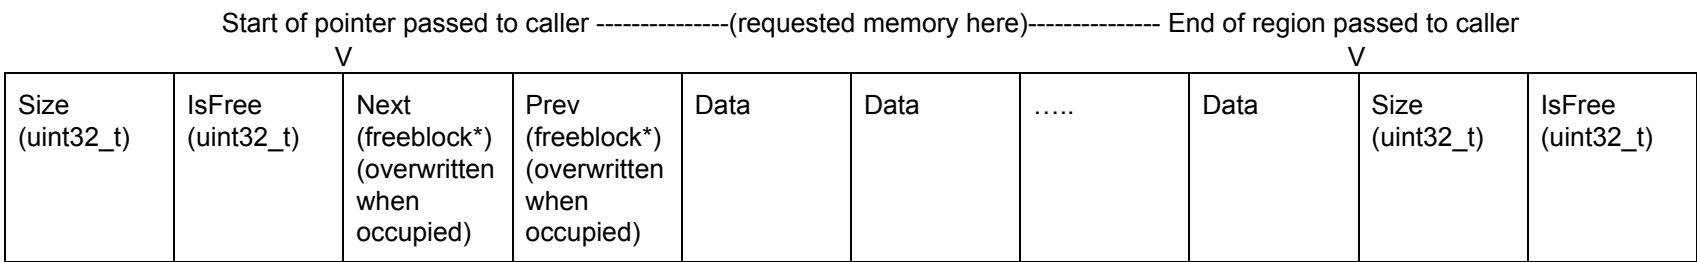 Start of pointer passed to caller ---------------(requested memory here)--------------- End of region passed to caller
V V
Size
(uint32_t)
IsFree
(uint32_t)
Next
(freeblock*)
(overwritten
when
occupied)
Prev
(freeblock*)
(overwritten
when
occupied)
Data
Data
…..
Data
Size
(uint32_t)
IsFree
(uint32_t)